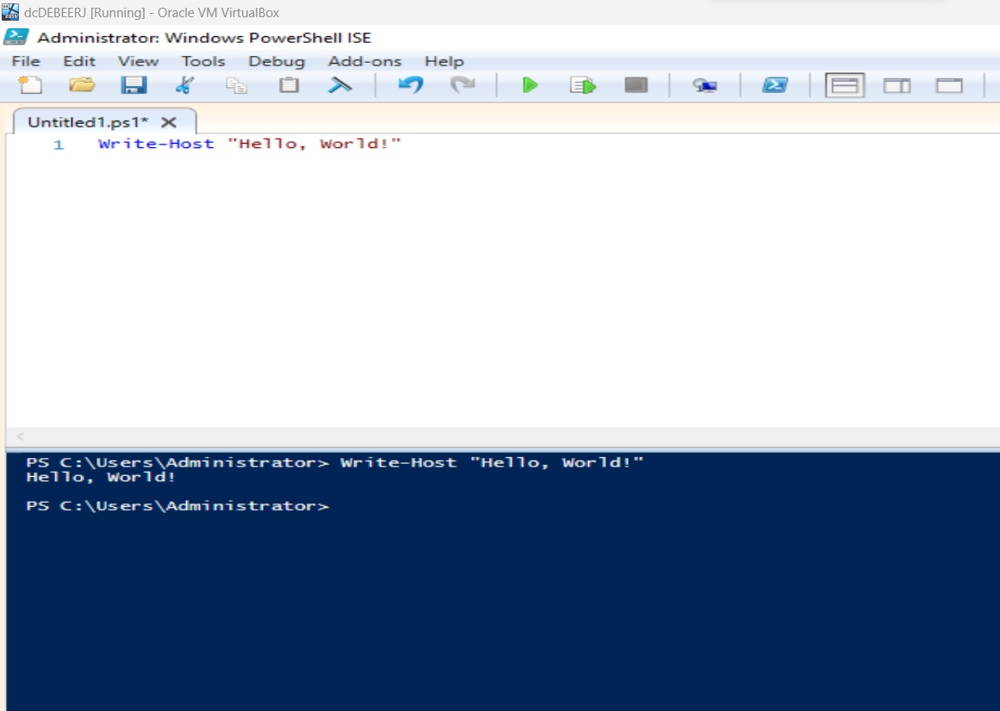 dcDEBEERJ [Running] - Oracle VM VirtualBox
Administrator: Windows PowerShell ISE
File Edit View Tools Debug Add-ons Help
Untitled1.ps1*
1 Write-Host "Hello, World!"
PS C:\Users\Administrator> Write-Host "Hello, World!"
Hello, World!
PS C:\Users\Administrator>